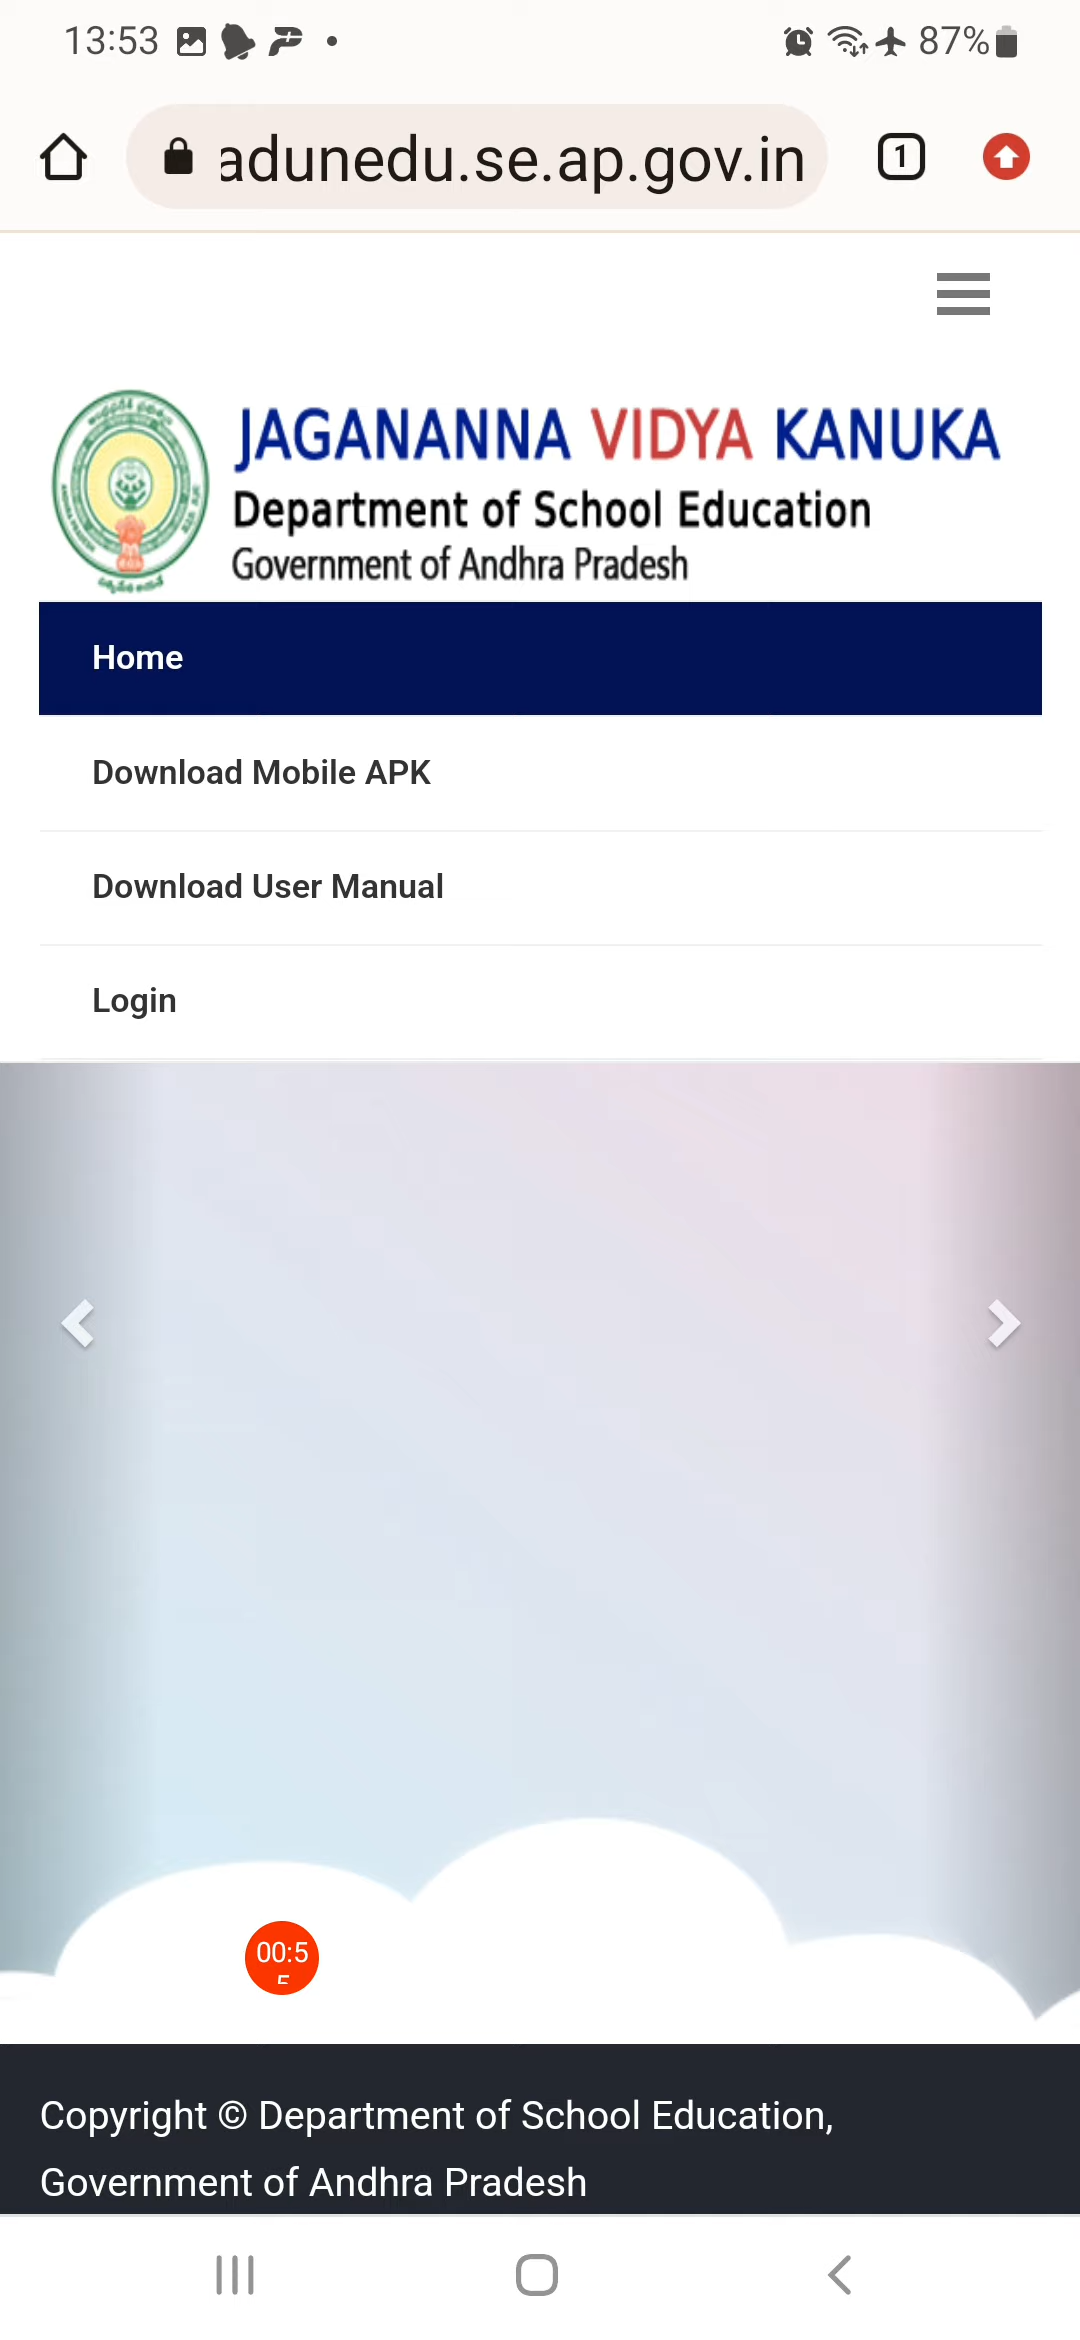 13:53
87%
adunedu.se.ap.gov.in
1
JAGANANNA VIDYA KANUKA
Department of School Education
Government of Andhra Pradesh
Home
Download Mobile APK
Download User Manual
Login
00:5
Copyright © Department of School Education,
Government of Andhra Pradesh